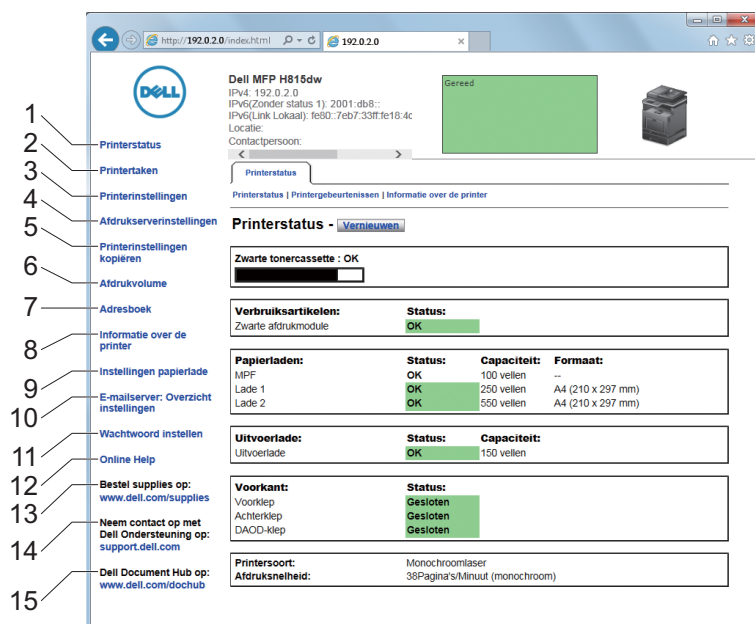 http://192.0.2.0/index.html
192.0.2.0
DELL
Dell MFP H815dw
IPv4: 192.0.2.0
IPv6(Zonder status 1): 2001:db8::
IPv6(Link Lokaal): fe80::7eb7:33ff:fe18:4c
Locatie:
Contactpersoon:
Gereed
1 Printerstatus
2 Printertaken
3 Printerinstellingen
4 Afdrukserverinstellingen
5 Printerinstellingen
kopiëren
6 Afdrukvolume
7 Adresboek
8 Informatie over de
printer
9 Instellingen papierlade
10 E-mailserver: Overzicht
instellingen
11 Wachtwoord instellen
12 Online Help
13 Bestel supplies op:
www.dell.com/supplies
14 Neem contact op met
Dell Ondersteuning op:
support.dell.com
15 Dell Document Hub op:
www.dell.com/dochub
Printerstatus
Printerstatus | Printergebeurtenissen | Informatie over de printer
Printerstatus - Vernieuwen
Zwarte tonercassette : OK
Verbruiksartikelen: Status:
Zwarte afdrukmodule OK
Papierladen: Status: Capaciteit: Formaat:
MPF OK 100 vellen --
Lade 1 OK 250 vellen A4 (210 x 297 mm)
Lade 2 OK 550 vellen A4 (210 x 297 mm)
Uitvoerlade: Status: Capaciteit:
Uitvoerlade OK 150 vellen
Voorkant: Status:
Voorklep Gesloten
Achterklep Gesloten
DAOD-klep Gesloten
Printersoort: Monochroomlaser
Afdruksnelheid: 38Pagina's/Minuut (monochroom)